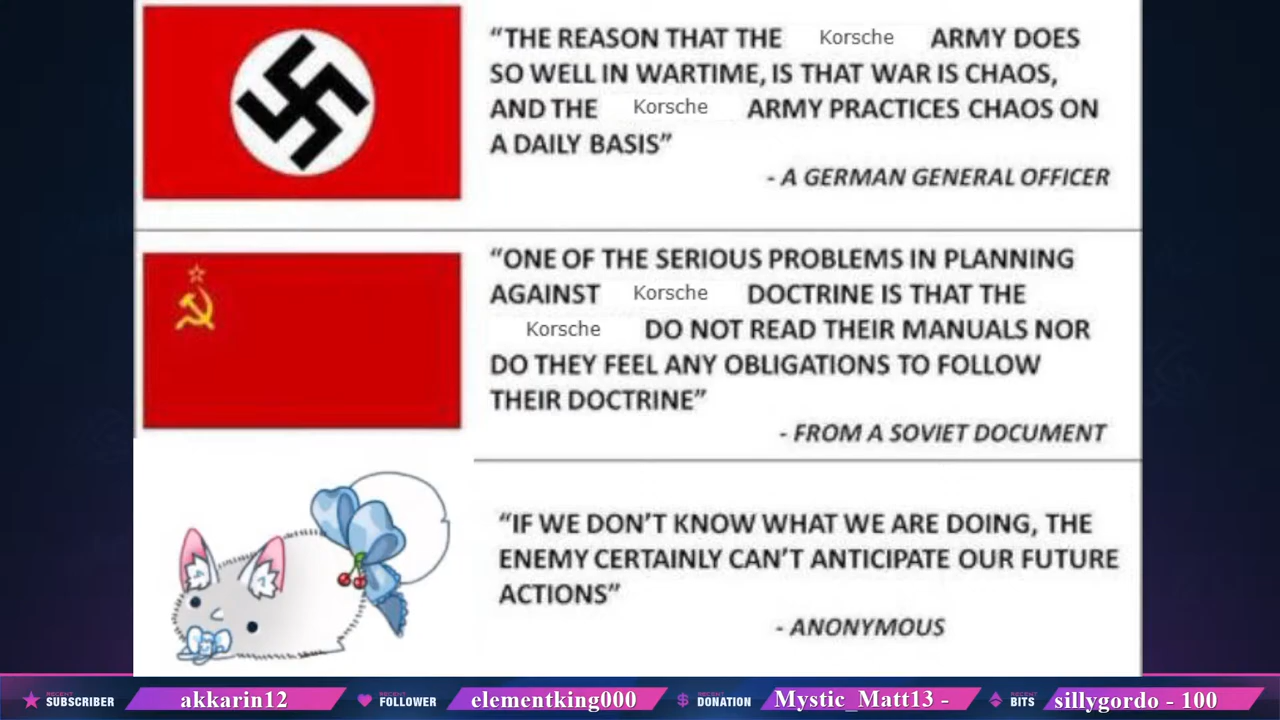 “THE REASON THAT THE Korsche ARMY DOES
SO WELL IN WARTIME, IS THAT WAR IS CHAOS,
AND THE Korsche ARMY PRACTICES CHAOS ON
A DAILY BASIS”
- A GERMAN GENERAL OFFICER
“ONE OF THE SERIOUS PROBLEMS IN PLANNING
AGAINST Korsche DOCTRINE IS THAT THE
Korsche DO NOT READ THEIR MANUALS NOR
DO THEY FEEL ANY OBLIGATIONS TO FOLLOW
THEIR DOCTRINE”
- FROM A SOVIET DOCUMENT
“IF WE DON’T KNOW WHAT WE ARE DOING, THE
ENEMY CERTAINLY CAN’T ANTICIPATE OUR FUTURE
ACTIONS”
- ANONYMOUS
RECENT SUBSCRIBER akkarin12 RECENT FOLLOWER elementking000 RECENT DONATION Mystic_Matt13 - RECENT BITS sillygordo - 100